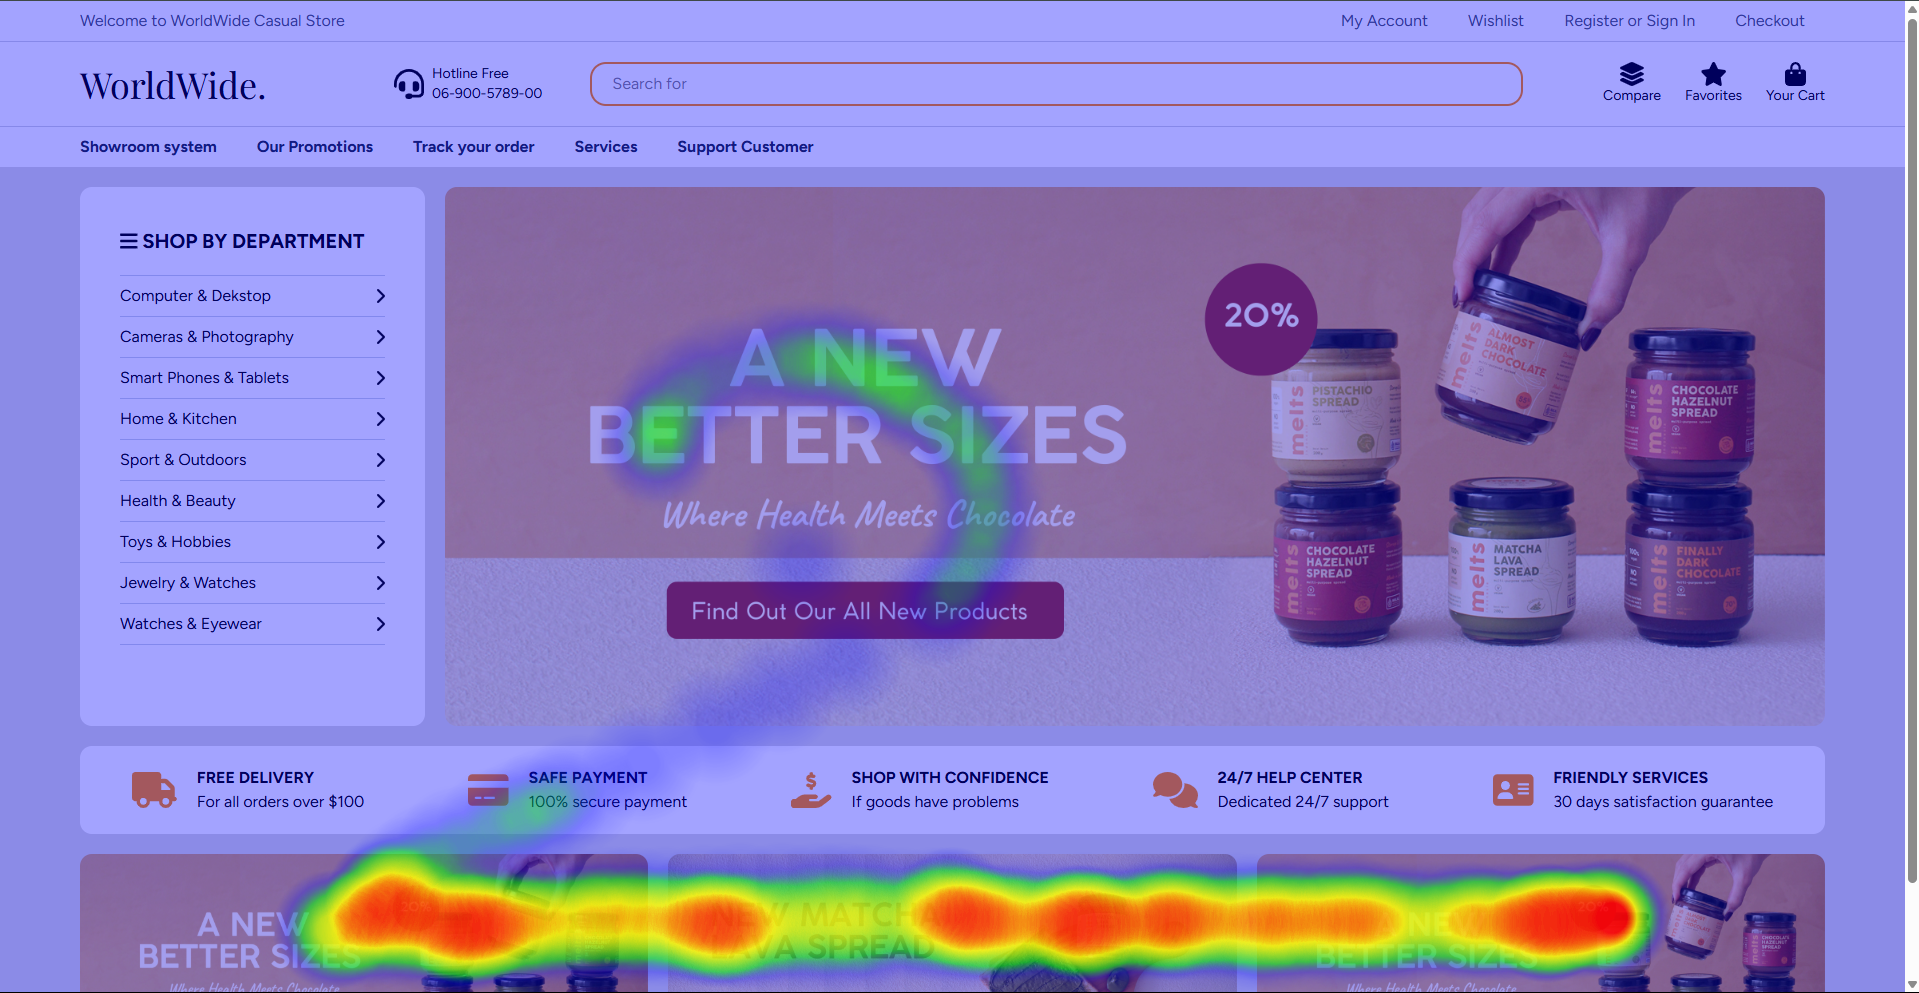 Welcome to WorldWide Casual Store
My Account
Wishlist
Register or Sign In
Checkout
WorldWide.
Hotline Free
06-900-5789-00
Search for
Compare
Favorites
Your Cart
Showroom system
Our Promotions
Track your order
Services
Support Customer
SHOP BY DEPARTMENT
Computer & Dekstop
Cameras & Photography
Smart Phones & Tablets
Home & Kitchen
Sport & Outdoors
Health & Beauty
Toys & Hobbies
Jewelry & Watches
Watches & Eyewear
A NEW
BETTER SIZES
Where Health Meets Chocolate
Find Out Our All New Products
20%
melts
ALMOST
DARK
CHOCOLATE
melts
PISTACHIO
SPREAD
melts
CHOCOLATE
HAZELNUT
SPREAD
melts
CHOCOLATE
HAZELNUT
SPREAD
melts
MATCHA
LAVA
SPREAD
melts
FINALLY
DARK
CHOCOLATE
FREE DELIVERY
For all orders over $100
SAFE PAYMENT
100% secure payment
SHOP WITH CONFIDENCE
If goods have problems
24/7 HELP CENTER
Dedicated 24/7 support
FRIENDLY SERVICES
30 days satisfaction guarantee
A NEW
BETTER SIZES
Where Health Meets Chocolate
NEW MATCHA
LAVA SPREAD
A NEW
BETTER SIZES
Where Health Meets Chocolate